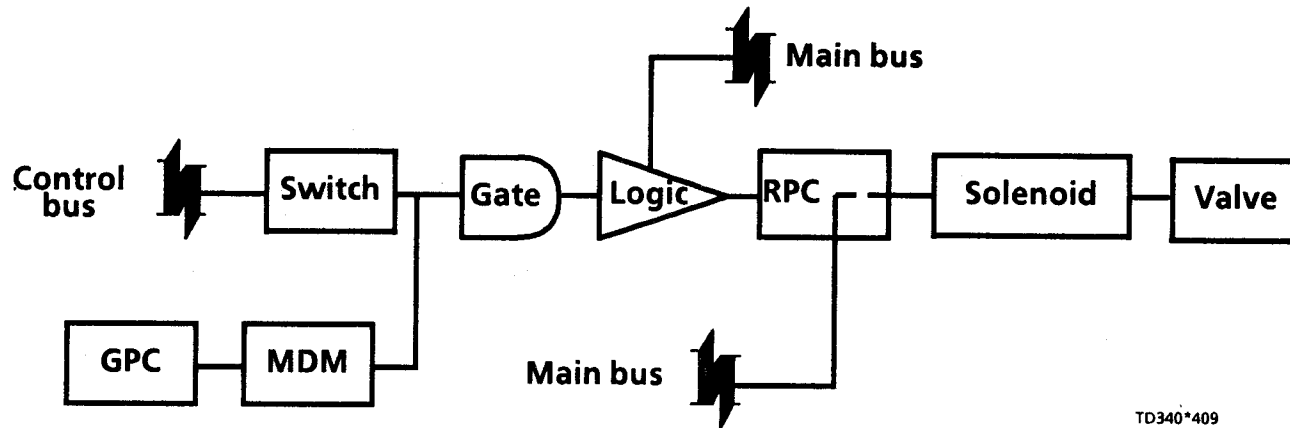 Main bus
Control
bus
Switch
Gate
Logic
RPC
Solenoid
Valve
GPC
MDM
Main bus
TD340*409